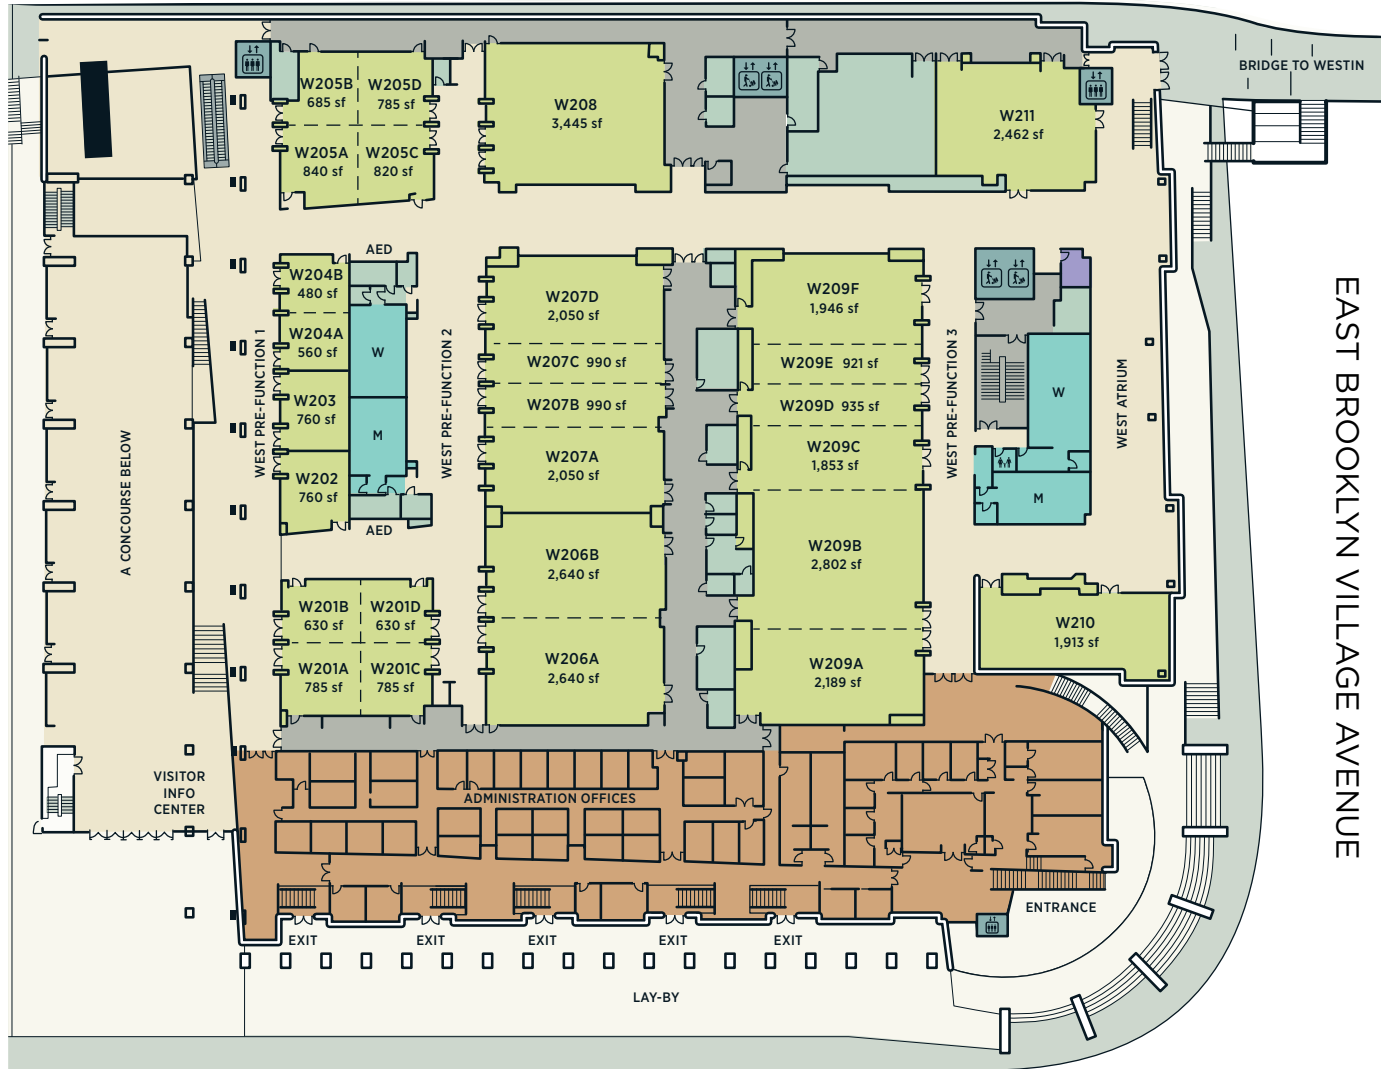 BRIDGE TO WESTIN
W205B
685 sf
W205D
785 sf
W205A
840 sf
W205C
820 sf
W208
3,445 sf
W211
2,462 sf
AED
W204B
480 sf
W204A
560 sf
W203
760 sf
W202
760 sf
AED
W
M
WEST PRE-FUNCTION 1
WEST PRE-FUNCTION 2
W207D
2,050 sf
W207C 990 sf
W207B 990 sf
W207A
2,050 sf
W206B
2,640 sf
W206A
2,640 sf
W209F
1,946 sf
W209E 921 sf
W209D 935 sf
W209C
1,853 sf
W209B
2,802 sf
W209A
2,189 sf
WEST PRE-FUNCTION 3
W
M
WEST ATRIUM
EAST BROOKLYN VILLAGE AVENUE
A CONCOURSE BELOW
W201B
630 sf
W201D
630 sf
W201A
785 sf
W201C
785 sf
W210
1,913 sf
VISITOR
INFO
CENTER
ADMINISTRATION OFFICES
ENTRANCE
EXIT
EXIT
EXIT
EXIT
EXIT
LAY-BY